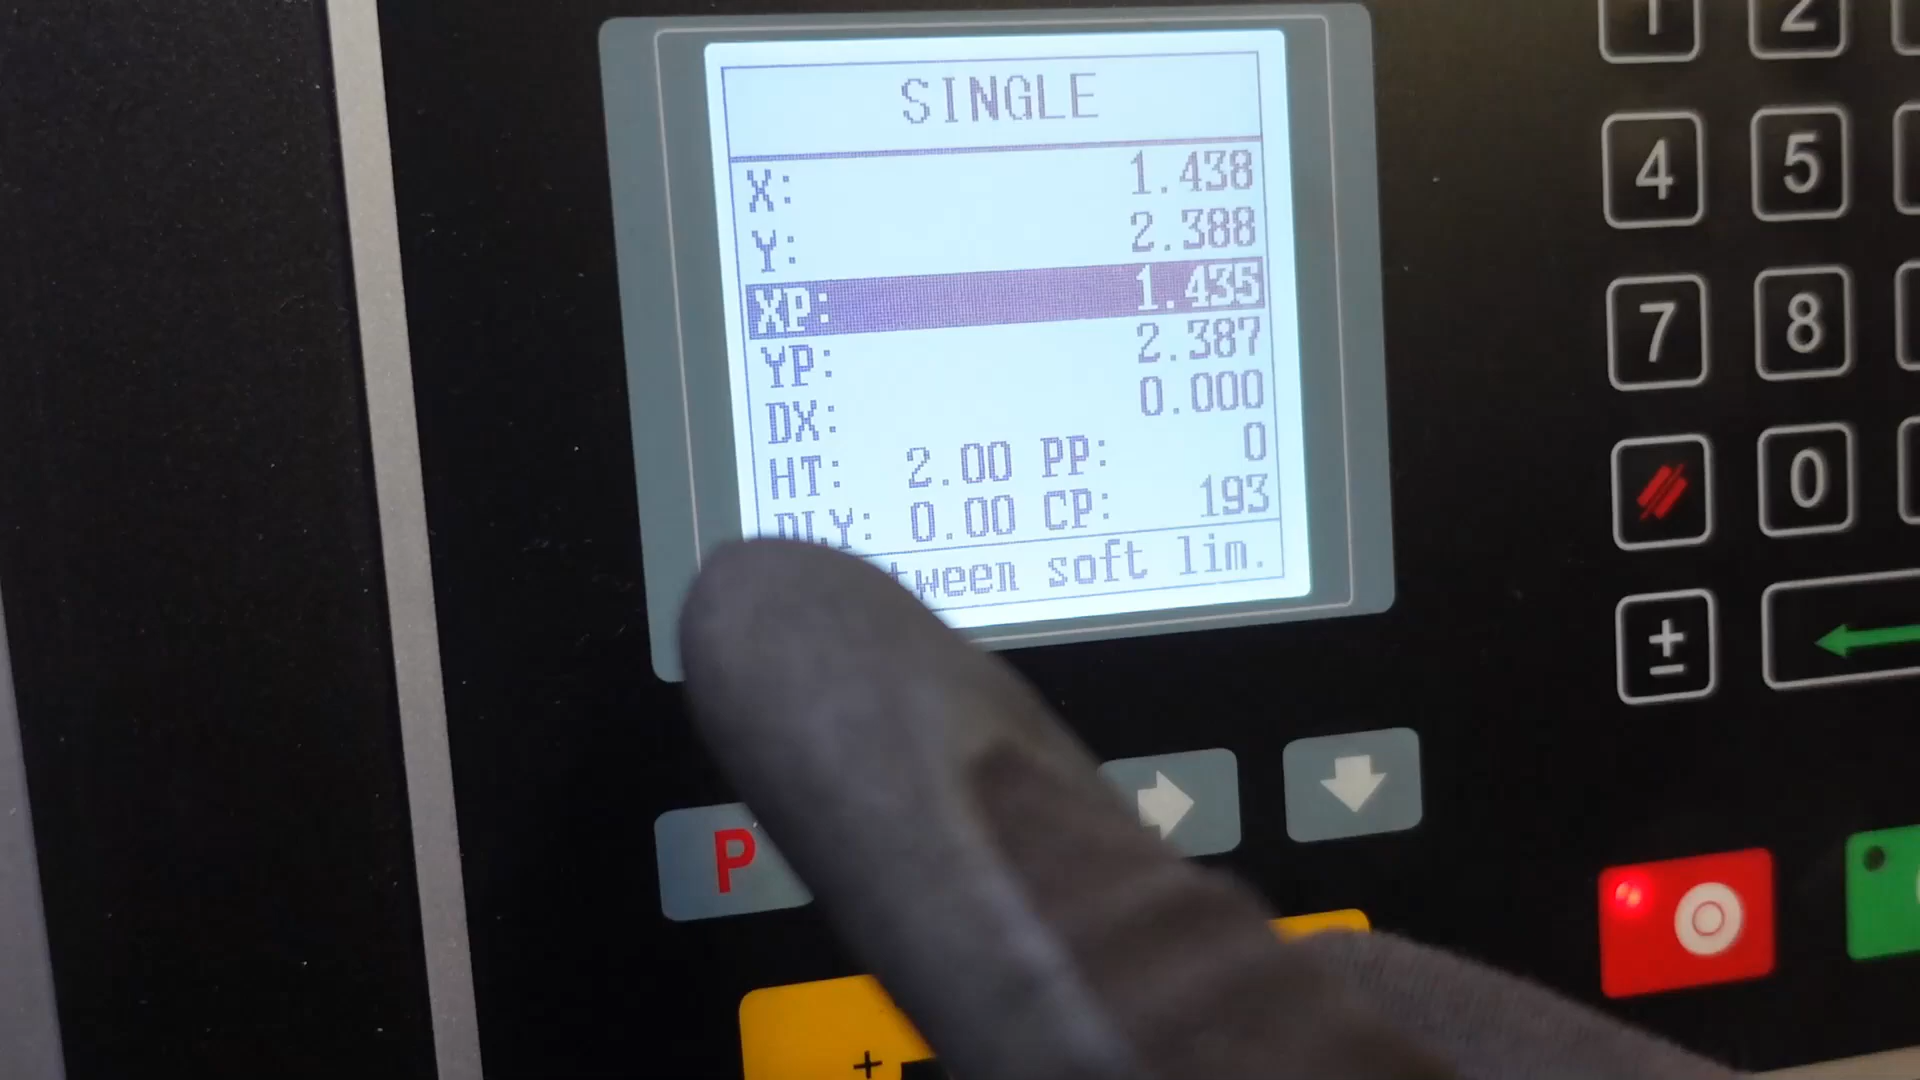 SINGLE
X: 1.438
Y: 2.388
XP: 1.435
YP: 2.387
DX: 0.000
HT: 2.00 PP: 0
DLY: 0.00 CP: 193
soft lim.
1 2
4 5
7 8
0
±
P
+